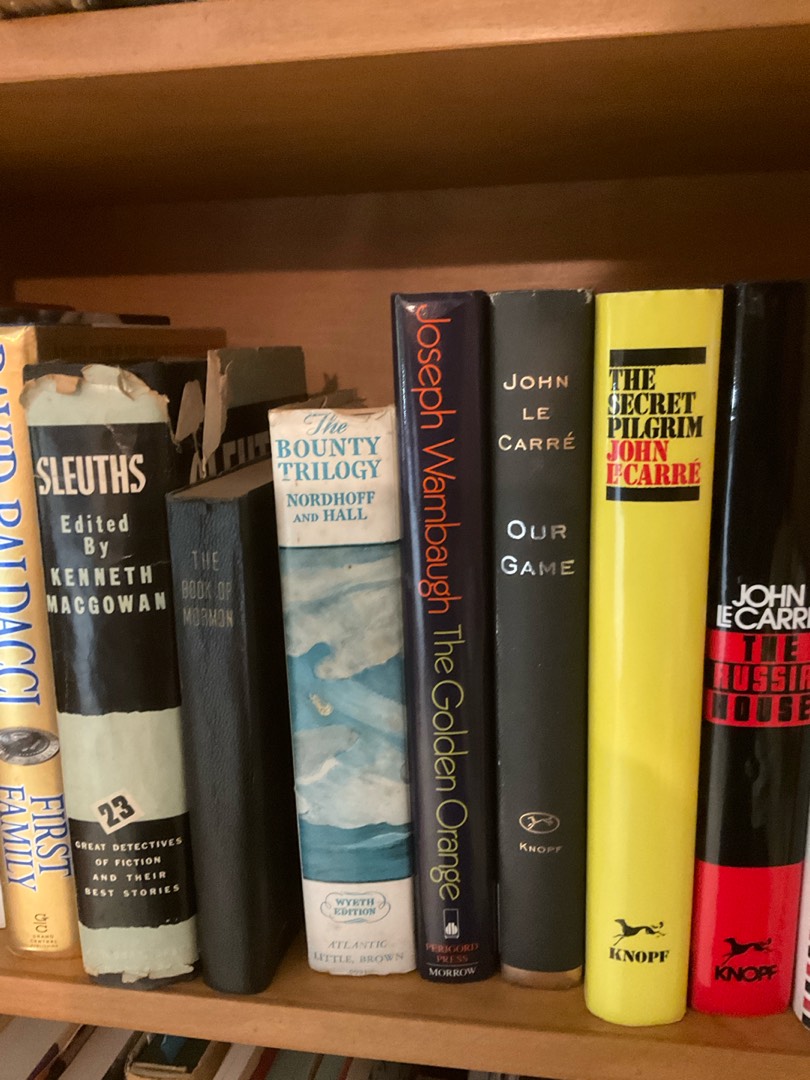 DAVID BALDACCI
FIRST
FAMILY
SLEUTHS
Edited
By
KENNETH
MACGOWAN
23
GREAT DETECTIVES
OF FICTION
AND THEIR
BEST STORIES
THE
BOOK OF
MORMON
The
BOUNTY
TRILOGY
NORDHOFF
AND HALL
WYETH
EDITION
ATLANTIC
LITTLE, BROWN
Joseph Wambaugh The Golden Orange
PERIGORD
PRESS
MORROW
JOHN
LE
CARRÉ
OUR
GAME
KNOPF
THE
SECRET
PILGRIM
JOHN
LE CARRÉ
KNOPF
JOHN
LE CARR
THE
RUSSIA
HOUSE
KNOPF